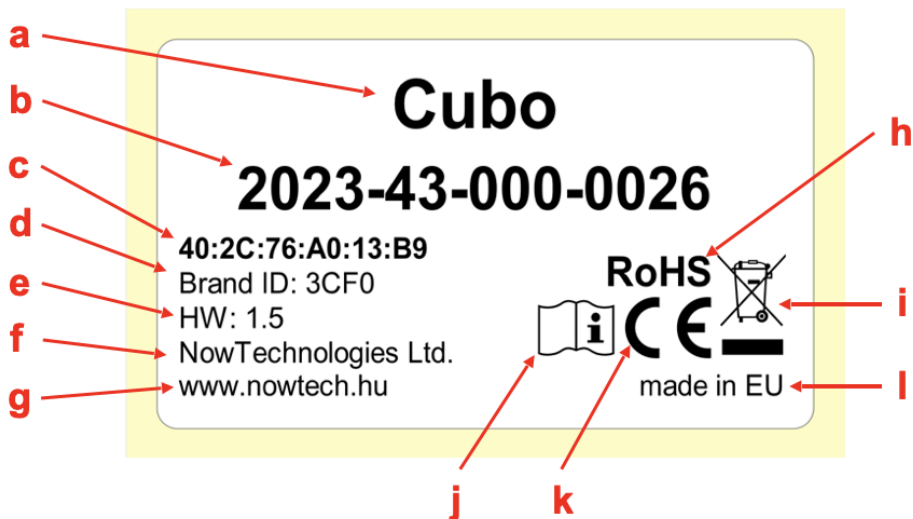 a
Cubo
b
2023-43-000-0026
h
c
40:2C:76:A0:13:B9
d
Brand ID: 3CF0
RoHS
e
HW: 1.5
i
CE
f
NowTechnologies Ltd.
g
www.nowtech.hu
made in EU
l
j
k